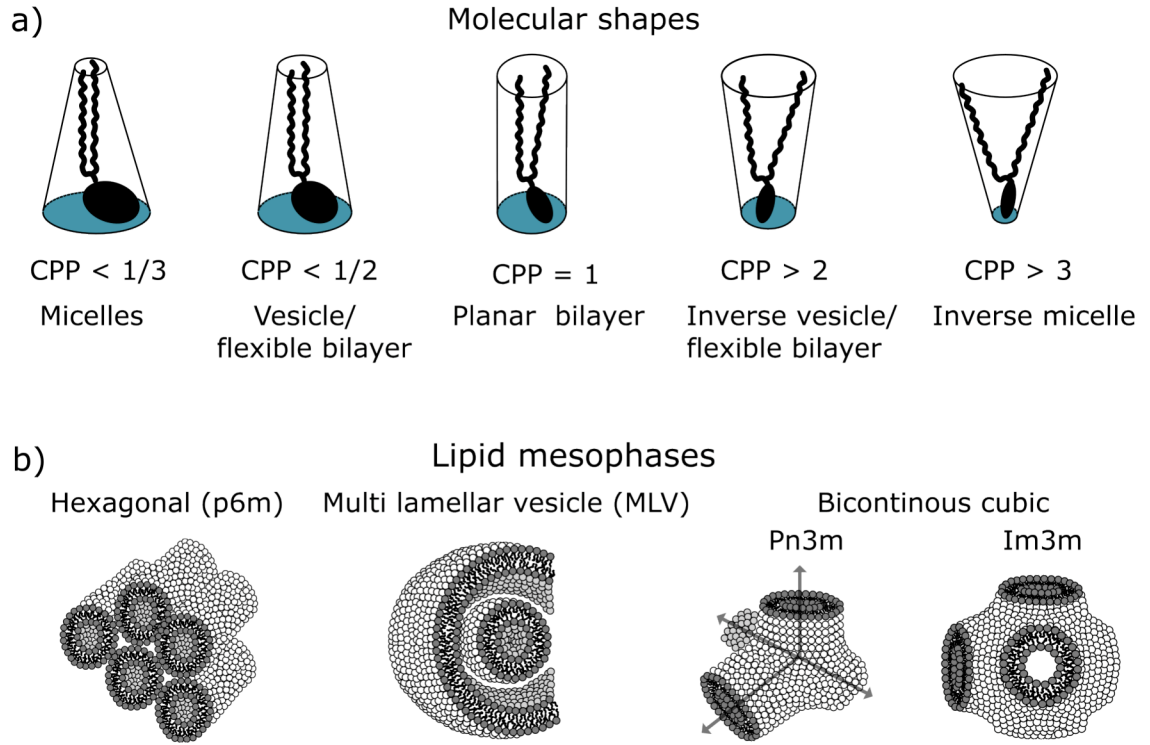 a)
Molecular shapes
CPP < 1/3
CPP < 1/2
CPP = 1
CPP > 2
CPP > 3
Micelles
Vesicle/
flexible bilayer
Planar bilayer
Inverse vesicle/
flexible bilayer
Inverse micelle
b)
Lipid mesophases
Hexagonal (p6m)
Multi lamellar vesicle (MLV)
Bicontinous cubic
Pn3m
Im3m